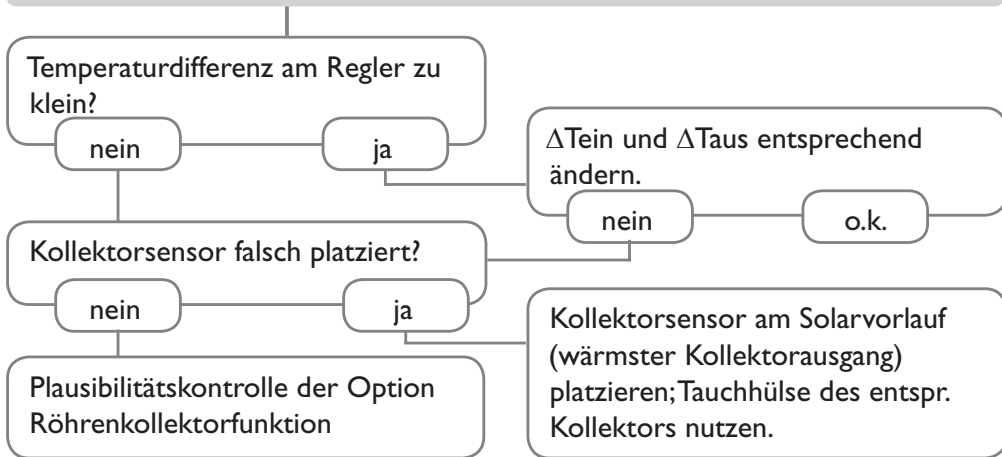 Temperaturdifferenz am Regler zu
klein?
nein
ja
ΔTein und ΔTaus entsprechend
ändern.
nein
o.k.
Kollektorsensor falsch platziert?
nein
ja
Kollektorsensor am Solarvorlauf
(wärmster Kollektorausgang)
platzieren; Tauchhülse des entspr.
Kollektors nutzen.
Plausibilitätskontrolle der Option
Röhrenkollektorfunktion